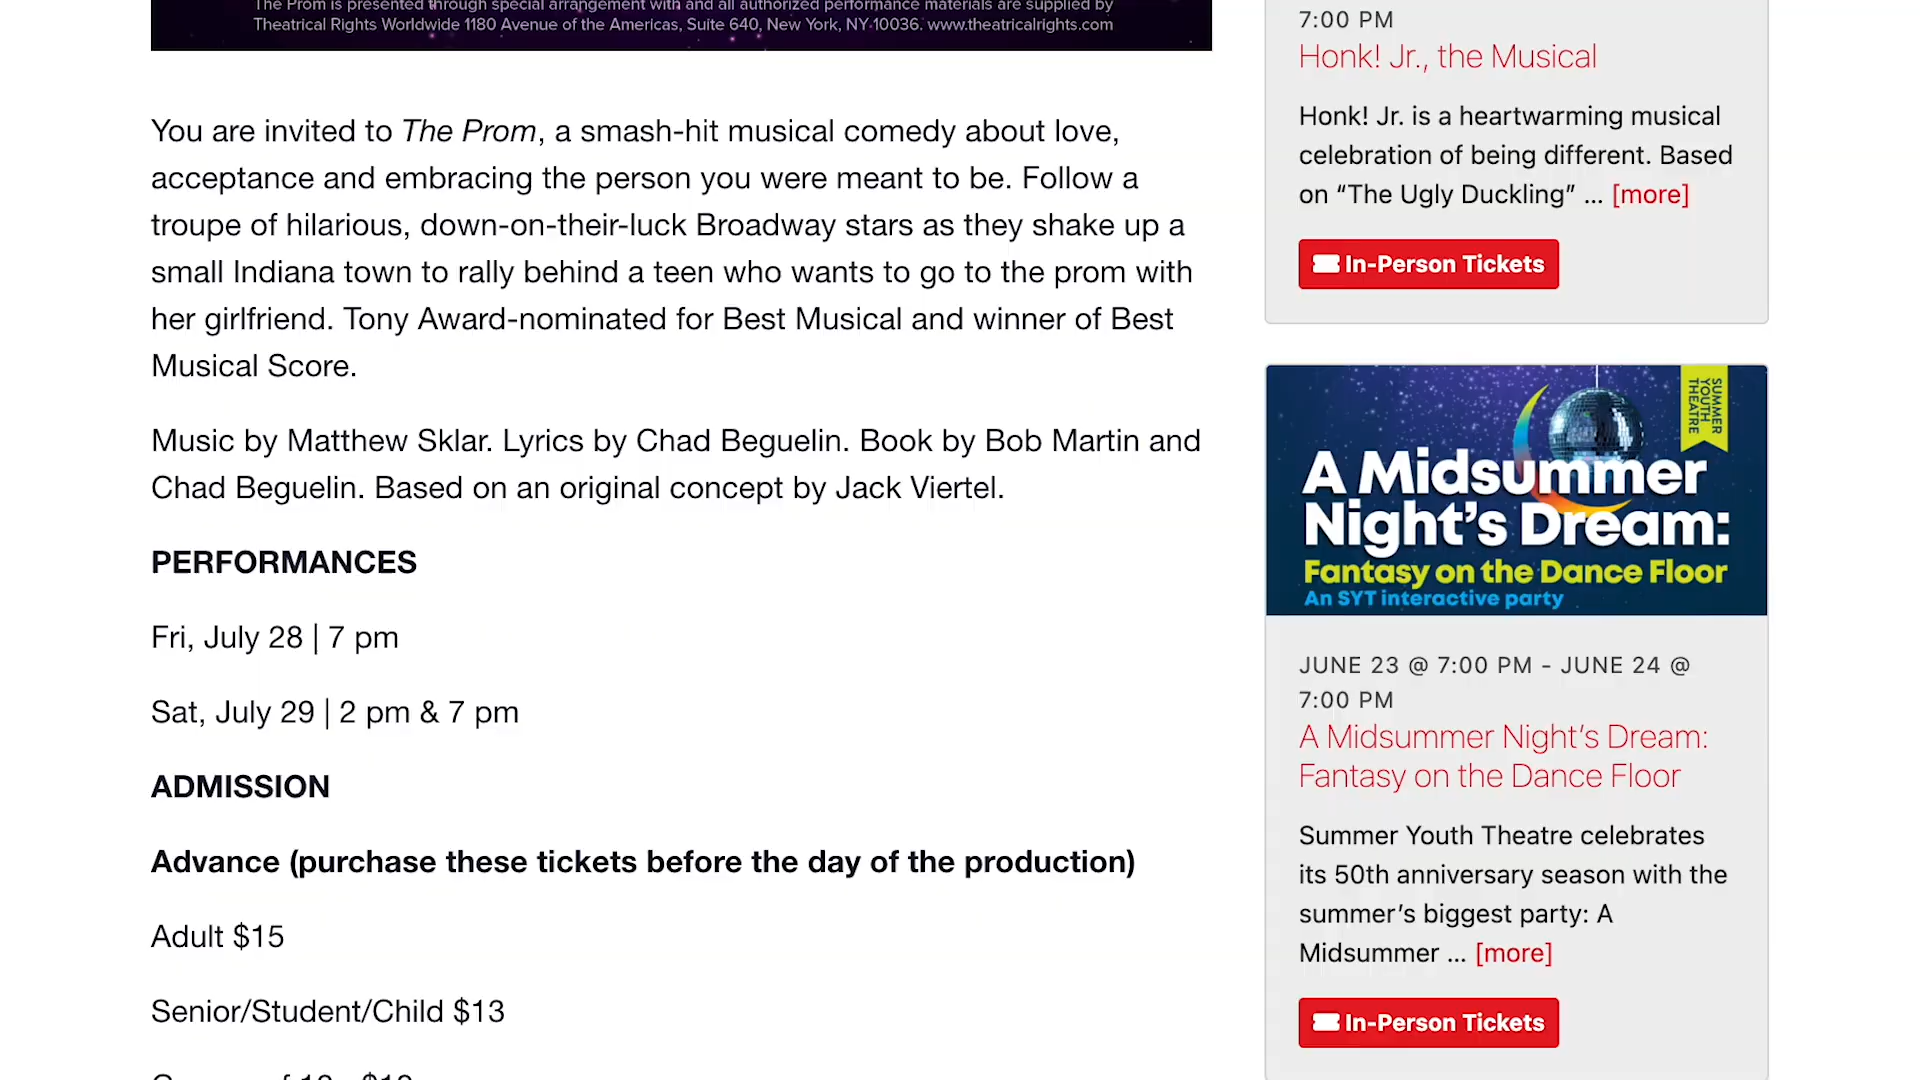 The Prom is presented through special arrangement with and all authorized performance materials are supplied by
Theatrical Rights Worldwide 1180 Avenue of the Americas, Suite 640, New York, NY 10036. www.theatricalrights.com
You are invited to The Prom, a smash-hit musical comedy about love,
acceptance and embracing the person you were meant to be. Follow a
troupe of hilarious, down-on-their-luck Broadway stars as they shake up a
small Indiana town to rally behind a teen who wants to go to the prom with
her girlfriend. Tony Award-nominated for Best Musical and winner of Best
Musical Score.
Music by Matthew Sklar. Lyrics by Chad Beguelin. Book by Bob Martin and
Chad Beguelin. Based on an original concept by Jack Viertel.
PERFORMANCES
Fri, July 28 | 7 pm
Sat, July 29 | 2 pm & 7 pm
ADMISSION
Advance (purchase these tickets before the day of the production)
Adult $15
Senior/Student/Child $13
7:00 PM
Honk! Jr., the Musical
Honk! Jr. is a heartwarming musical
celebration of being different. Based
on “The Ugly Duckling” ... [more]
In-Person Tickets
SUMMER
YOUTH
THEATRE
A Midsummer
Night’s Dream:
Fantasy on the Dance Floor
An SYT interactive party
JUNE 23 @ 7:00 PM - JUNE 24 @
7:00 PM
A Midsummer Night’s Dream:
Fantasy on the Dance Floor
Summer Youth Theatre celebrates
its 50th anniversary season with the
summer’s biggest party: A
Midsummer ... [more]
In-Person Tickets